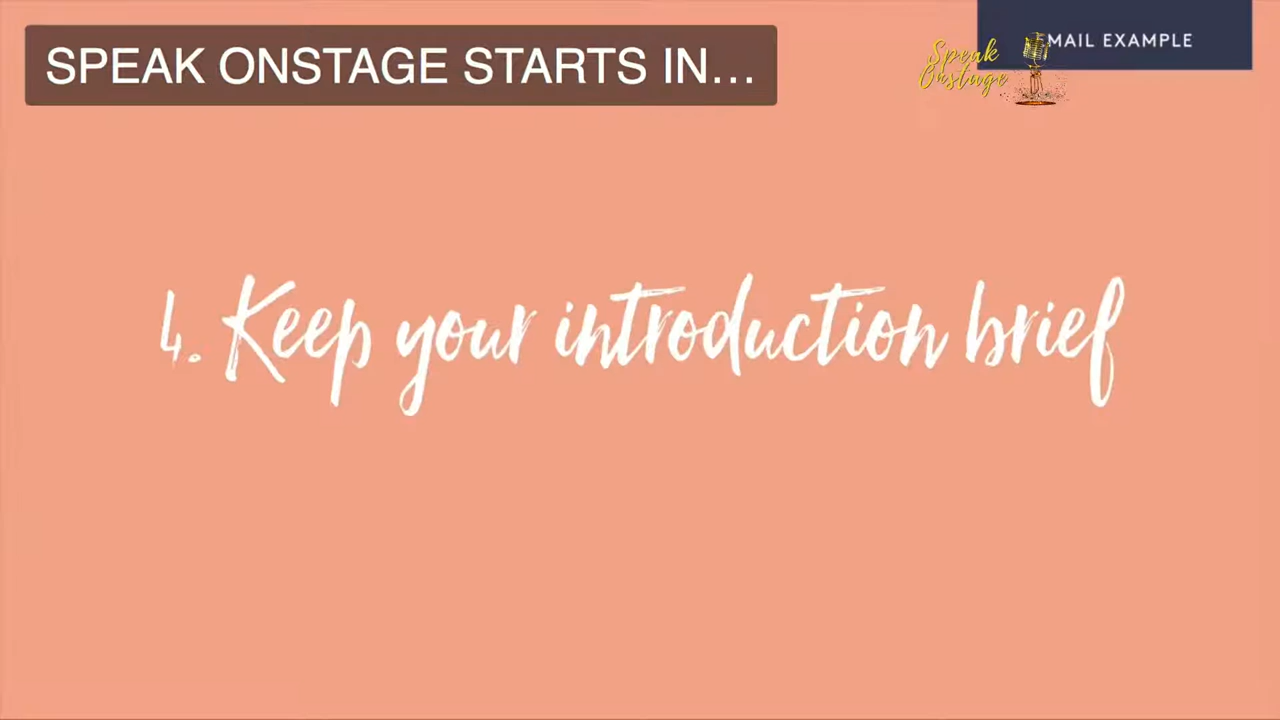 SPEAK ONSTAGE STARTS IN...
Speak
Onstage
MAIL EXAMPLE
4. Keep your introduction brief